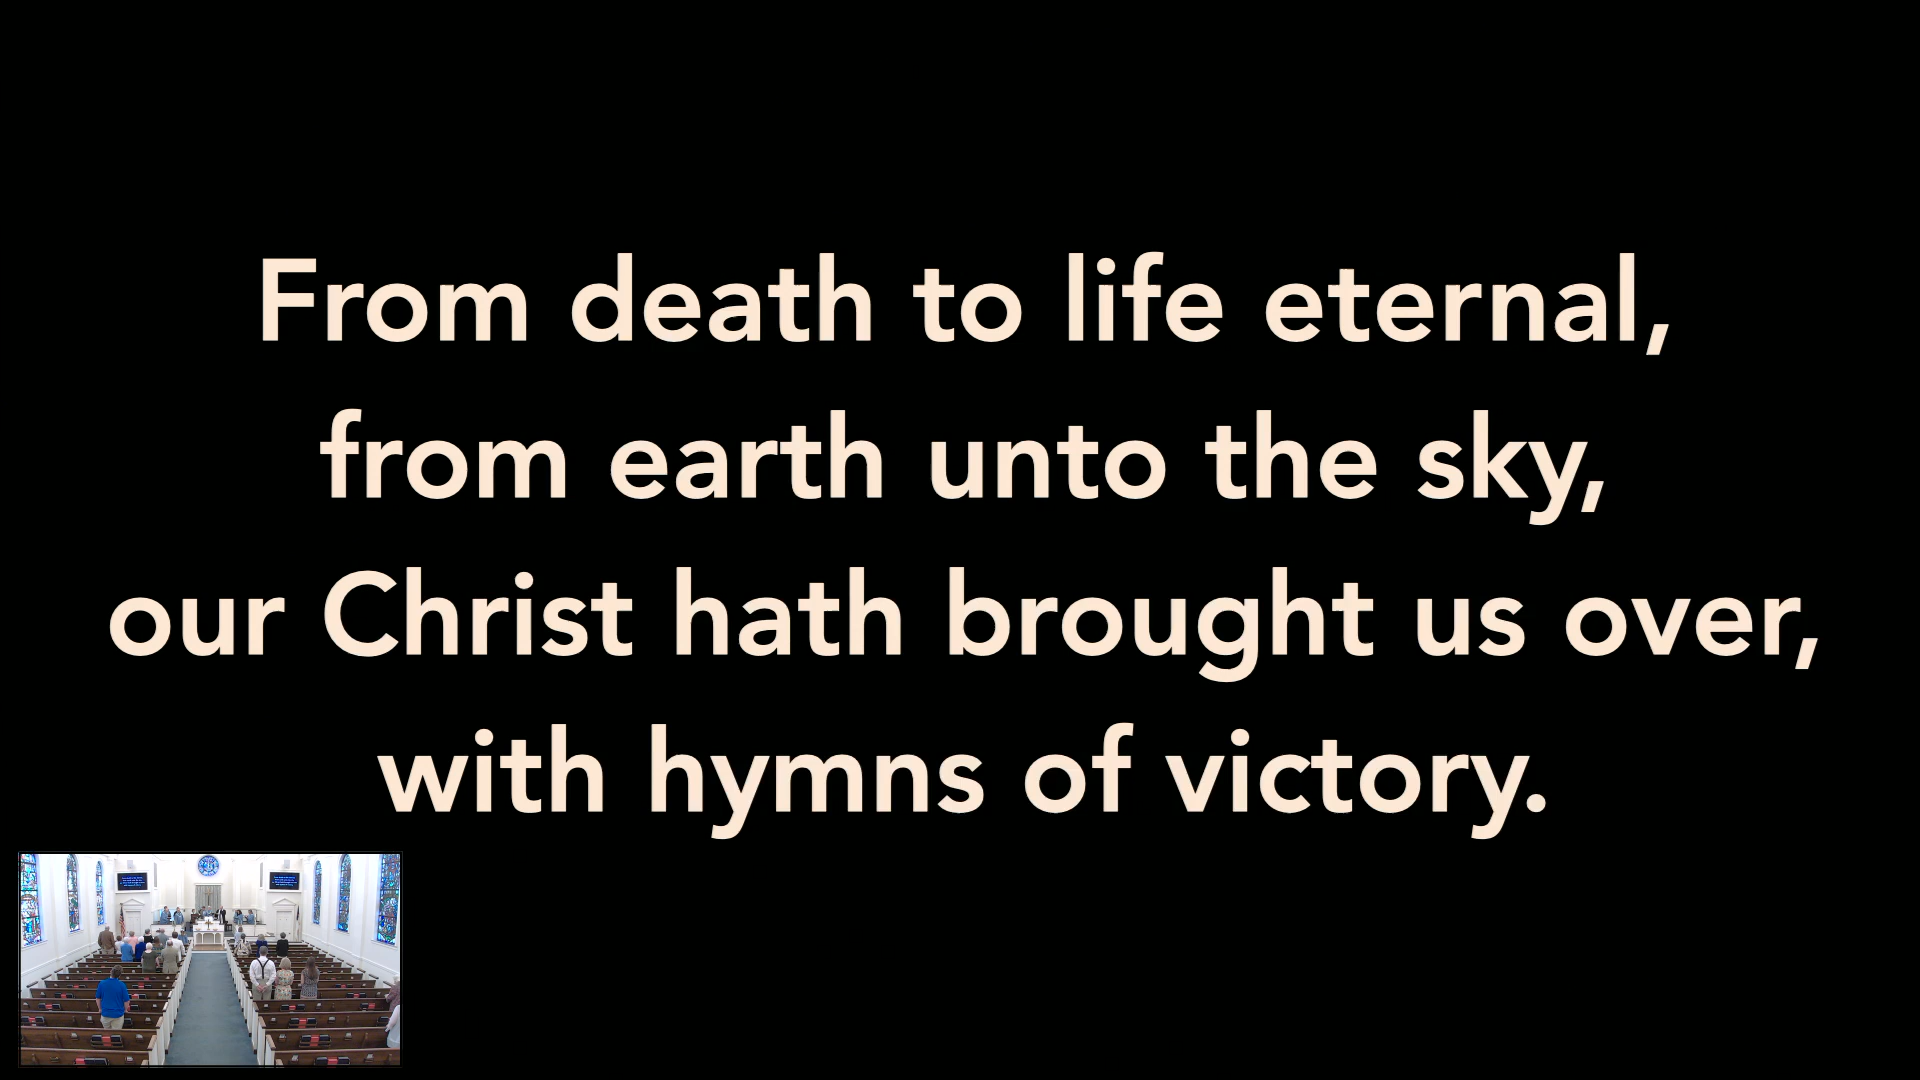 From death to life eternal,
from earth unto the sky,
our Christ hath brought us over,
with hymns of victory.